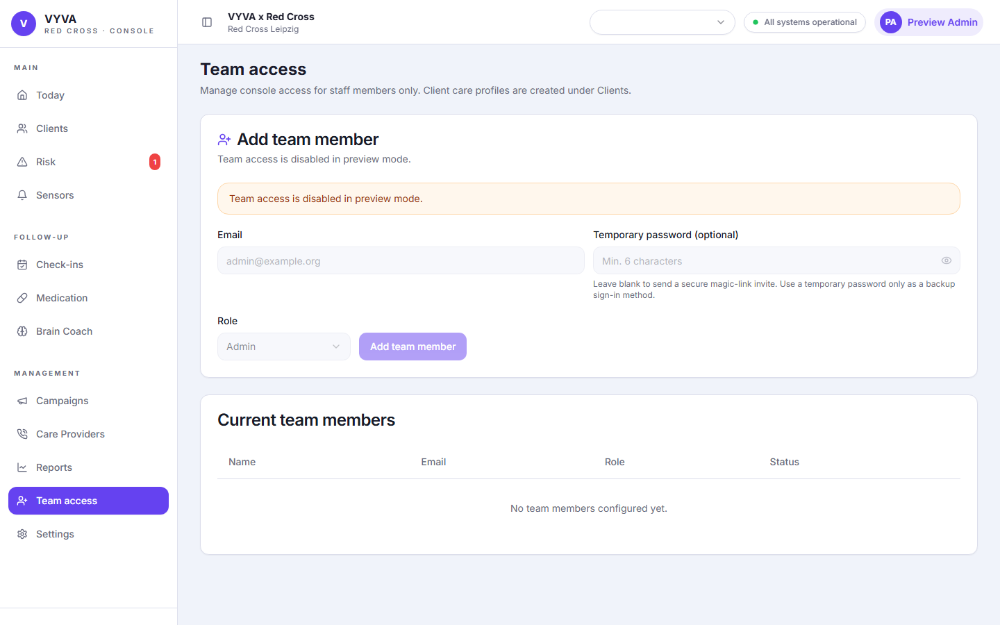 V
VYVA
RED CROSS · CONSOLE
MAIN
Today
Clients
Risk
1
Sensors
FOLLOW-UP
Check-ins
Medication
Brain Coach
MANAGEMENT
Campaigns
Care Providers
Reports
Team access
Settings
VYVA x Red Cross
Red Cross Leipzig
All systems operational
PA
Preview Admin
Team access
Manage console access for staff members only. Client care profiles are created under Clients.
Add team member
Team access is disabled in preview mode.
Team access is disabled in preview mode.
Email
admin@example.org
Temporary password (optional)
Min. 6 characters
Leave blank to send a secure magic-link invite. Use a temporary password only as a backup
sign-in method.
Role
Admin
Add team member
Current team members
Name Email Role Status
No team members configured yet.